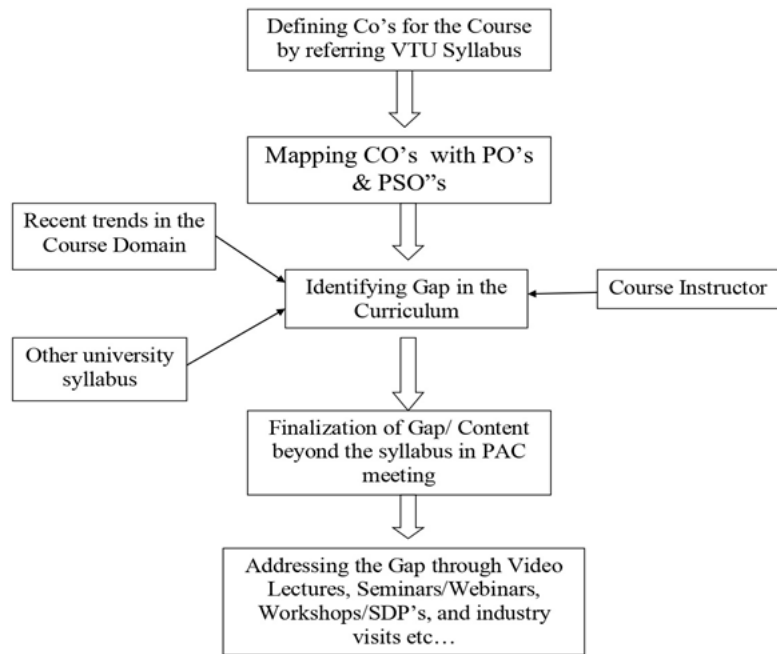 Defining Co’s for the Course
by referring VTU Syllabus
Mapping CO’s with PO’s
& PSO”s
Recent trends in the
Course Domain
Identifying Gap in the
Curriculum
Course Instructor
Other university
syllabus
Finalization of Gap/ Content
beyond the syllabus in PAC
meeting
Addressing the Gap through Video
Lectures, Seminars/Webinars,
Workshops/SDP’s, and industry
visits etc…